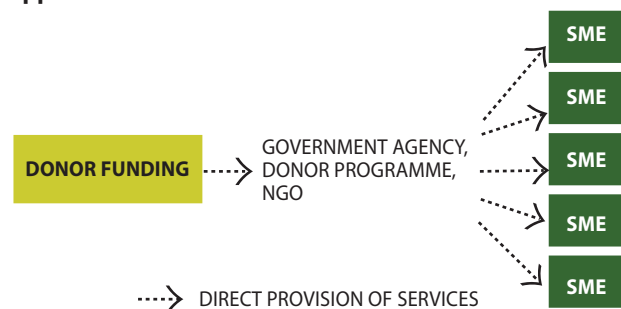 SME
SME
DONOR FUNDING
GOVERNMENT AGENCY,
DONOR PROGRAMME,
NGO
SME
SME
SME
DIRECT PROVISION OF SERVICES